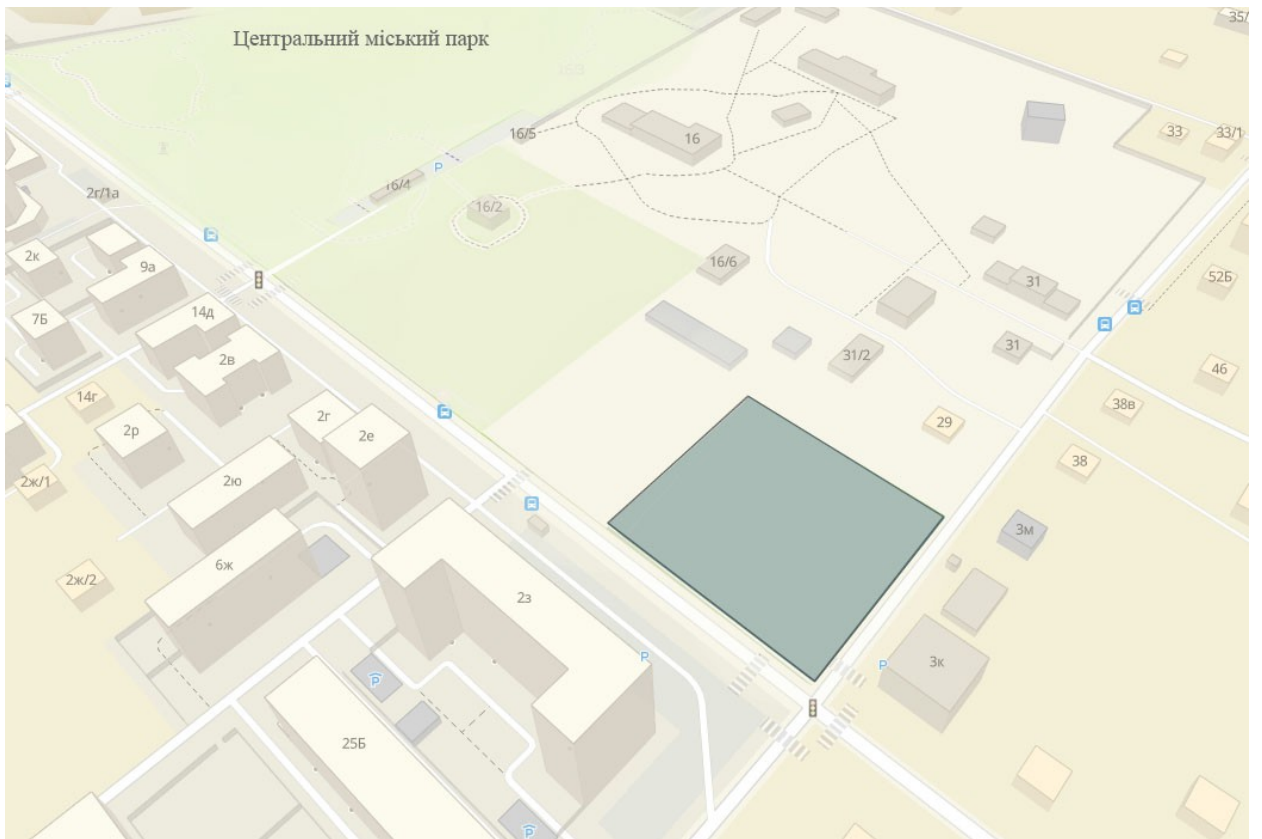 Центральний міський парк
35/
16/5
16
33
33/1
P
16/4
2г/1а
16/2
2к
9а
16/6
52Б
7Б
14д
31
2в
31/2
31
46
14г
2г
38в
2р
2е
29
38
2ю
2ж/1
3м
6ж
2ж/2
2з
P
P
3к
P
25Б
P